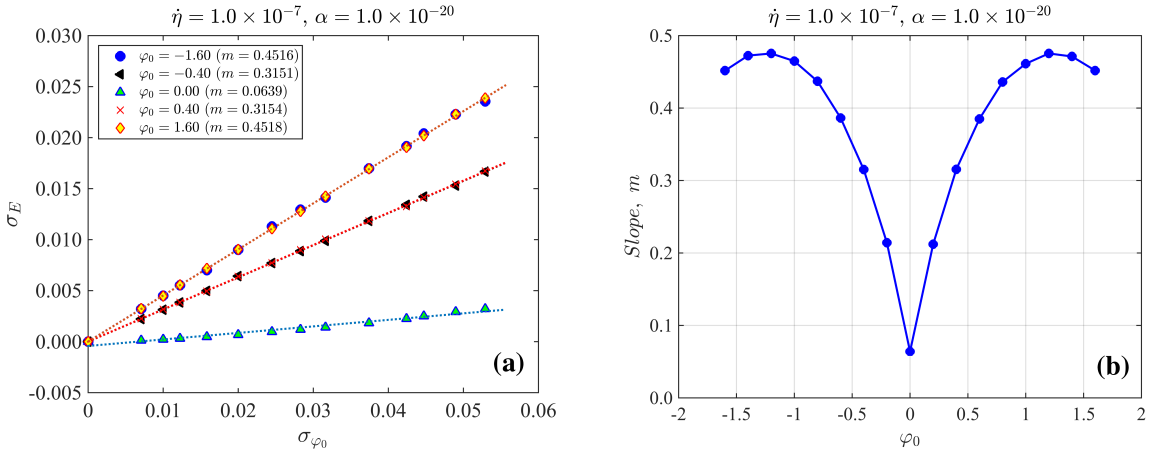 η̇ = 1.0 × 10⁻⁷, α = 1.0 × 10⁻²⁰
0.030
0.025
0.020
0.015
0.010
0.005
0.000
-0.005
σ_E
φ₀ = −1.60 (m = 0.4516)
φ₀ = −0.40 (m = 0.3151)
φ₀ = 0.00 (m = 0.0639)
φ₀ = 0.40 (m = 0.3154)
φ₀ = 1.60 (m = 0.4518)
(a)
0 0.01 0.02 0.03 0.04 0.05 0.06
σ_φ₀
η̇ = 1.0 × 10⁻⁷, α = 1.0 × 10⁻²⁰
0.5
0.4
0.3
0.2
0.1
0.0
Slope, m
(b)
-2 -1.5 -1 -0.5 0 0.5 1 1.5 2
φ₀